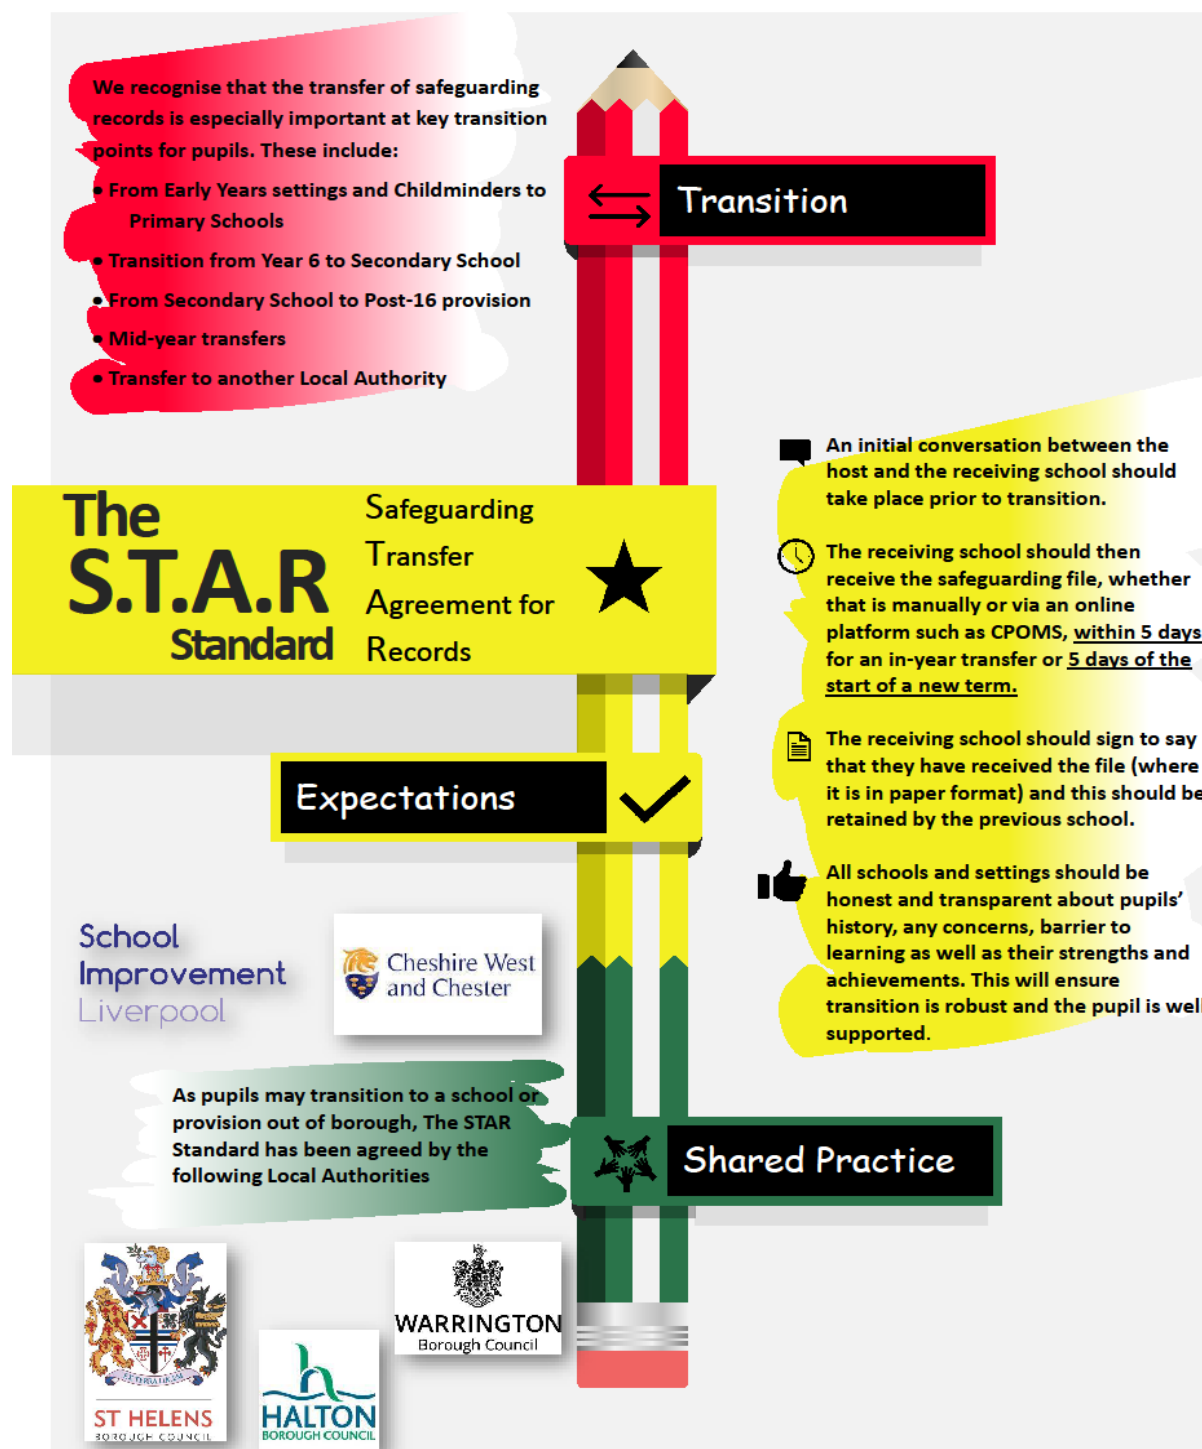 We recognise that the transfer of safeguarding
records is especially important at key transition
points for pupils. These include:
• From Early Years settings and Childminders to
Primary Schools
• Transition from Year 6 to Secondary School
• From Secondary School to Post-16 provision
• Mid-year transfers
• Transfer to another Local Authority
Transition
The
S.T.A.R
Standard
Safeguarding
Transfer
Agreement for
Records
An initial conversation between the
host and the receiving school should
take place prior to transition.
The receiving school should then
receive the safeguarding file, whether
that is manually or via an online
platform such as CPOMS, within 5 days
for an in-year transfer or 5 days of the
start of a new term.
The receiving school should sign to say
that they have received the file (where
it is in paper format) and this should be
retained by the previous school.
All schools and settings should be
honest and transparent about pupils’
history, any concerns, barrier to
learning as well as their strengths and
achievements. This will ensure
transition is robust and the pupil is well
supported.
Expectations
School
Improvement
Liverpool
Cheshire West
and Chester
As pupils may transition to a school or
provision out of borough, The STAR
Standard has been agreed by the
following Local Authorities
Shared Practice
ST HELENS
BOROUGH COUNCIL
HALTON
BOROUGH COUNCIL
WARRINGTON
Borough Council